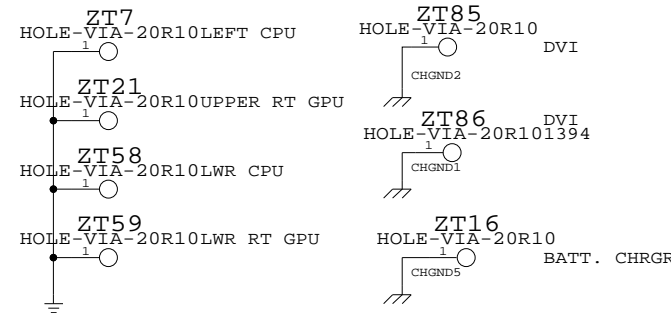 ZT7
HOLE-VIA-20R10LEFT CPU
1
ZT21
HOLE-VIA-20R10UPPER RT GPU
1
ZT58
HOLE-VIA-20R10LWR CPU
1
ZT59
HOLE-VIA-20R10LWR RT GPU
1
ZT85
HOLE-VIA-20R10
1
DVI
CHGND2
ZT86
DVI
HOLE-VIA-20R101394
1
CHGND1
ZT16
HOLE-VIA-20R10
1
BATT. CHRGR
CHGND5